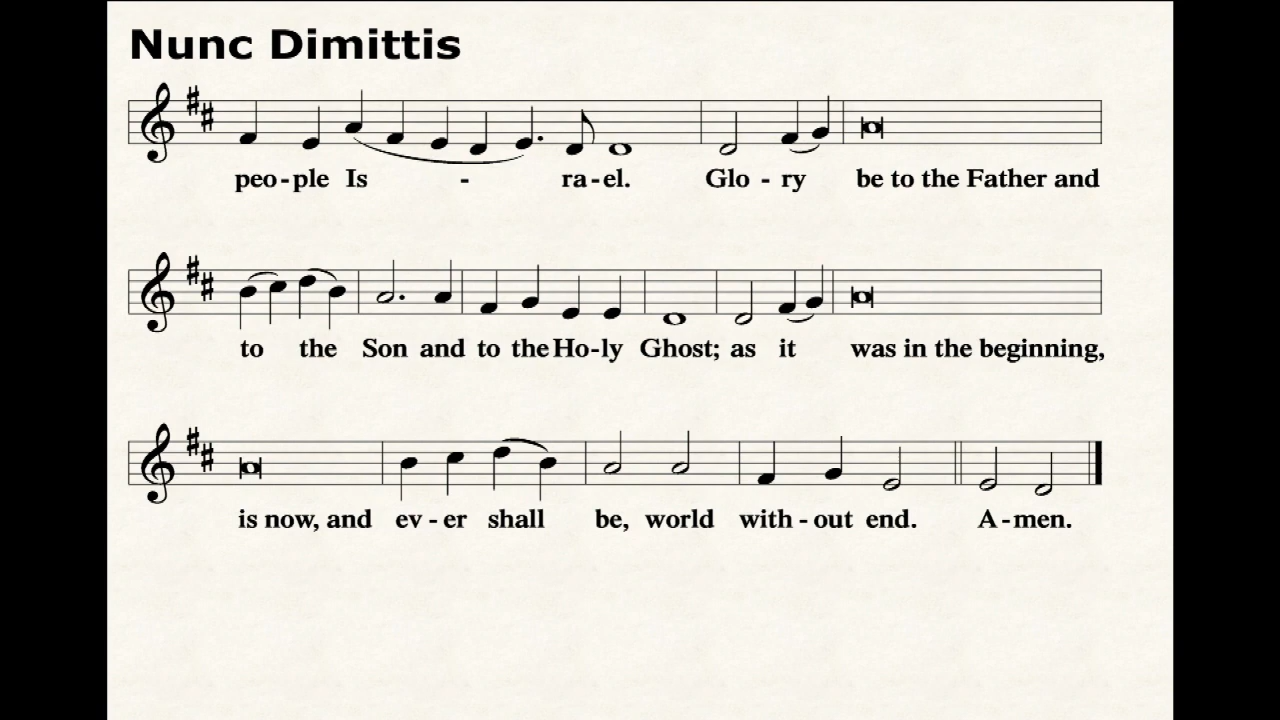 Nunc Dimittis
peo-ple Is - ra-el. Glo - ry be to the Father and
to the Son and to the Ho-ly Ghost; as it was in the beginning,
is now, and ev - er shall be, world with - out end. A-men.